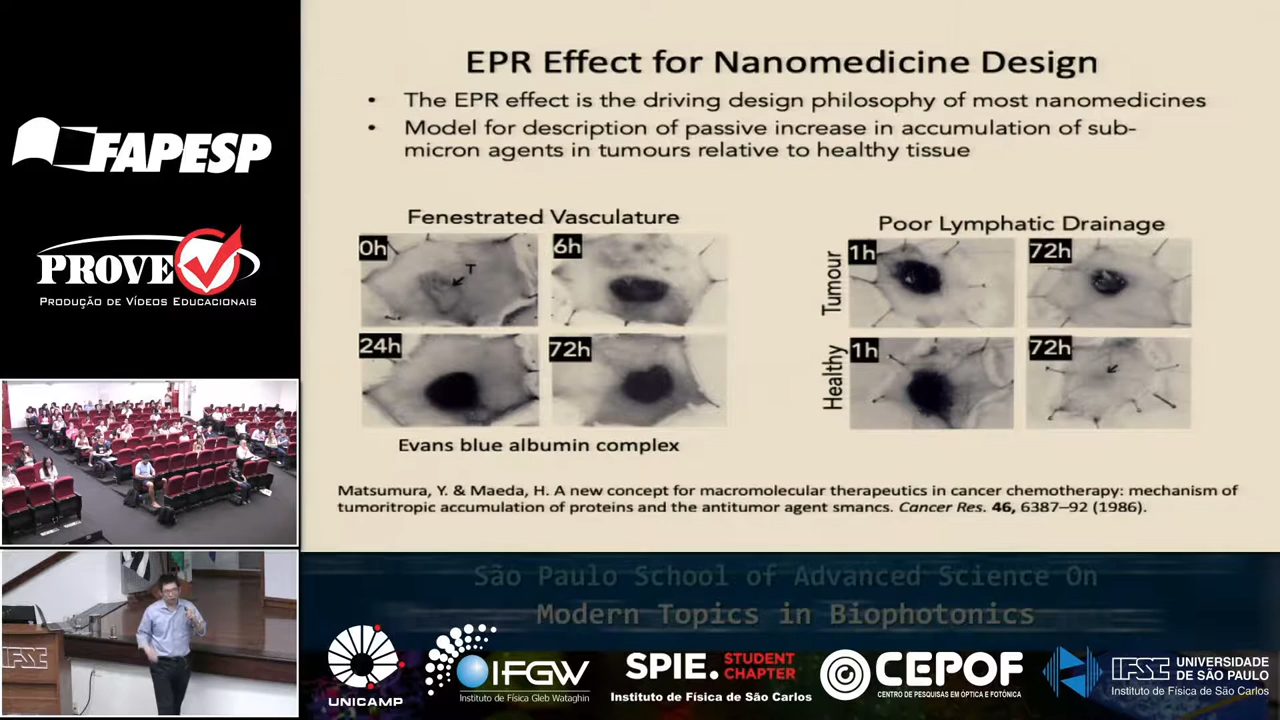 FAPESP
PROVE
PRODUÇÃO DE VÍDEOS EDUCACIONAIS
EPR Effect for Nanomedicine Design
• The EPR effect is the driving design philosophy of most nanomedicines
• Model for description of passive increase in accumulation of sub-
micron agents in tumours relative to healthy tissue
Fenestrated Vasculature
0h
T
6h
24h
72h
Evans blue albumin complex
Poor Lymphatic Drainage
Tumour
1h
72h
Healthy
1h
72h
Matsumura, Y. & Maeda, H. A new concept for macromolecular therapeutics in cancer chemotherapy: mechanism of
tumoritropic accumulation of proteins and the antitumor agent smancs. Cancer Res. 46, 6387–92 (1986).
IFSC
São Paulo School of Advanced Science On
Modern Topics in Biophotonics
UNICAMP
IFGW
Instituto de Física Gleb Wataghin
SPIE. STUDENT
CHAPTER
Instituto de Física de São Carlos
CEPOF
CENTRO DE PESQUISAS EM ÓPTICA E FOTÔNICA
IFSC UNIVERSIDADE
DE SÃO PAULO
Instituto de Física de São Carlos